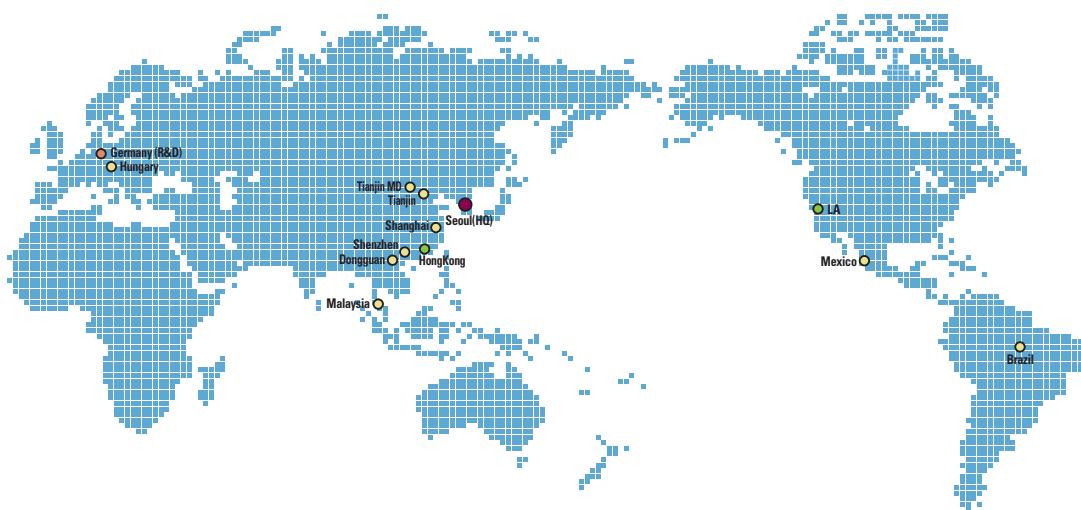 Germany (R&D)
Hungary
Tianjin MD
Tianjin
Seoul(HQ)
Shanghai
Shenzhen
Dongguan
HongKong
Malaysia
LA
Mexico
Brazil